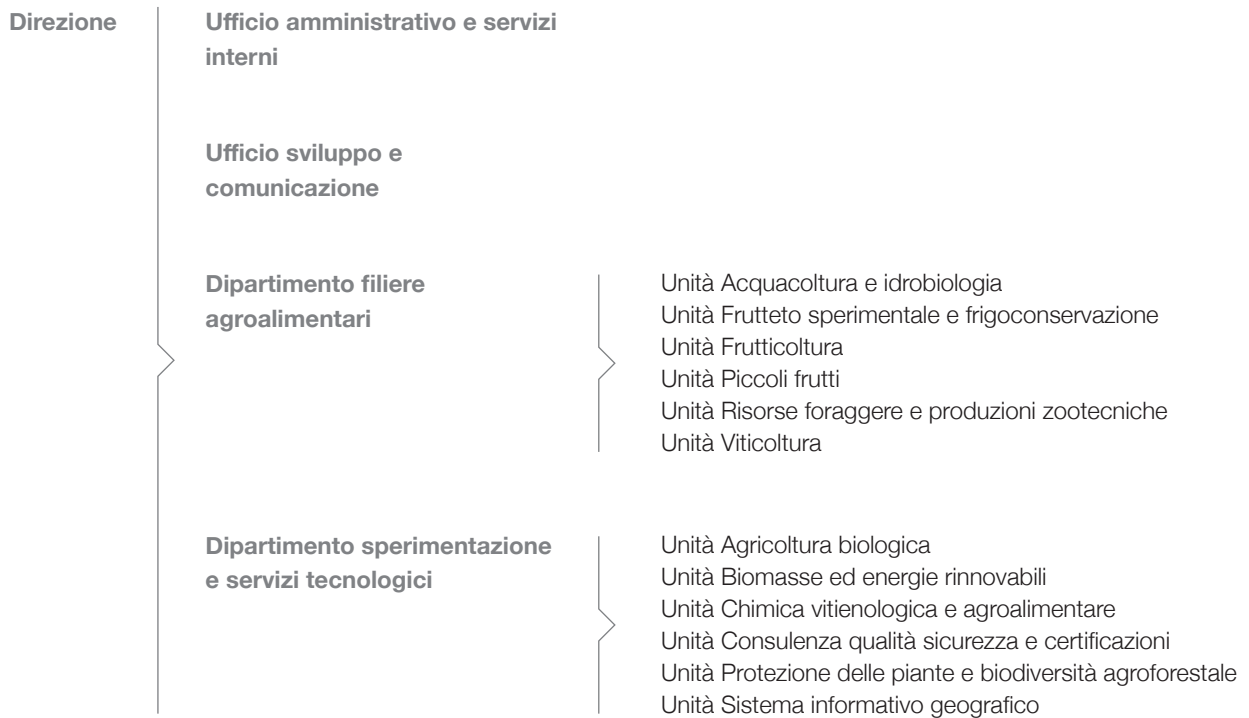 Direzione
Ufficio amministrativo e servizi
interni
Ufficio sviluppo e
comunicazione
Dipartimento filiere
agroalimentari
Unità Acquacoltura e idrobiologia
Unità Frutteto sperimentale e frigoconservazione
Unità Frutticoltura
Unità Piccoli frutti
Unità Risorse foraggere e produzioni zootecniche
Unità Viticoltura
Dipartimento sperimentazione
e servizi tecnologici
Unità Agricoltura biologica
Unità Biomasse ed energie rinnovabili
Unità Chimica vitienologica e agroalimentare
Unità Consulenza qualità sicurezza e certificazioni
Unità Protezione delle piante e biodiversità agroforestale
Unità Sistema informativo geografico